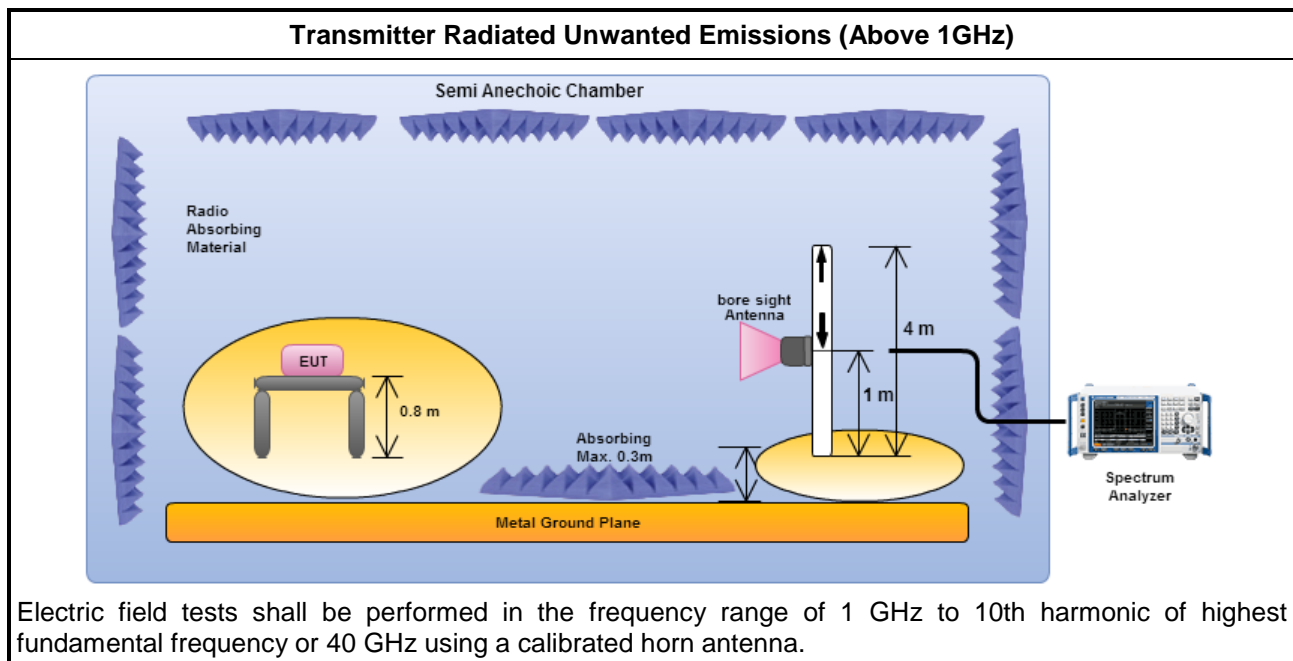 Transmitter Radiated Unwanted Emissions (Above 1GHz)
Semi Anechoic Chamber
Radio
Absorbing
Material
bore sight
Antenna
4 m
EUT
1 m
0.8 m
Absorbing
Max. 0.3m
Spectrum
Analyzer
Metal Ground Plane
Electric field tests shall be performed in the frequency range of 1 GHz to 10th harmonic of highest
fundamental frequency or 40 GHz using a calibrated horn antenna.